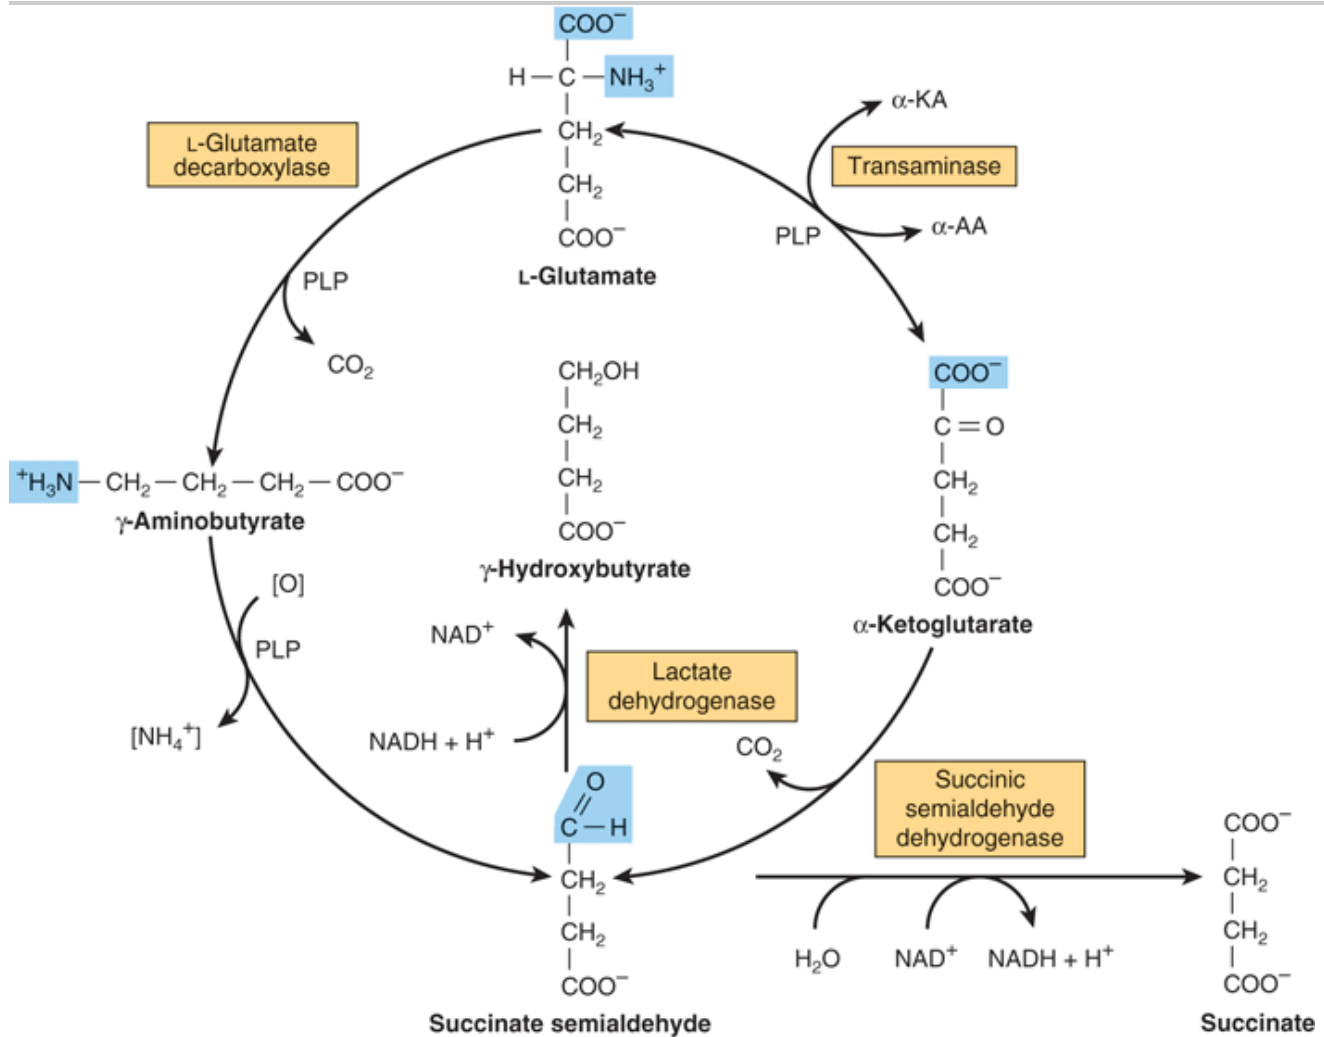 COO⁻
H—C—NH₃⁺
CH₂
CH₂
COO⁻
L-Glutamate
L-Glutamate
decarboxylase
PLP
CO₂
α-KA
Transaminase
α-AA
PLP
CH₂OH
CH₂
CH₂
COO⁻
γ-Hydroxybutyrate
COO⁻
C=O
CH₂
CH₂
COO⁻
α-Ketoglutarate
⁺H₃N—CH₂—CH₂—CH₂—COO⁻
γ-Aminobutyrate
[O]
PLP
[NH₄⁺]
NAD⁺
NADH + H⁺
Lactate
dehydrogenase
CO₂
O
C—H
CH₂
CH₂
COO⁻
Succinate semialdehyde
Succinic
semialdehyde
dehydrogenase
H₂O
NAD⁺
NADH + H⁺
COO⁻
CH₂
CH₂
COO⁻
Succinate